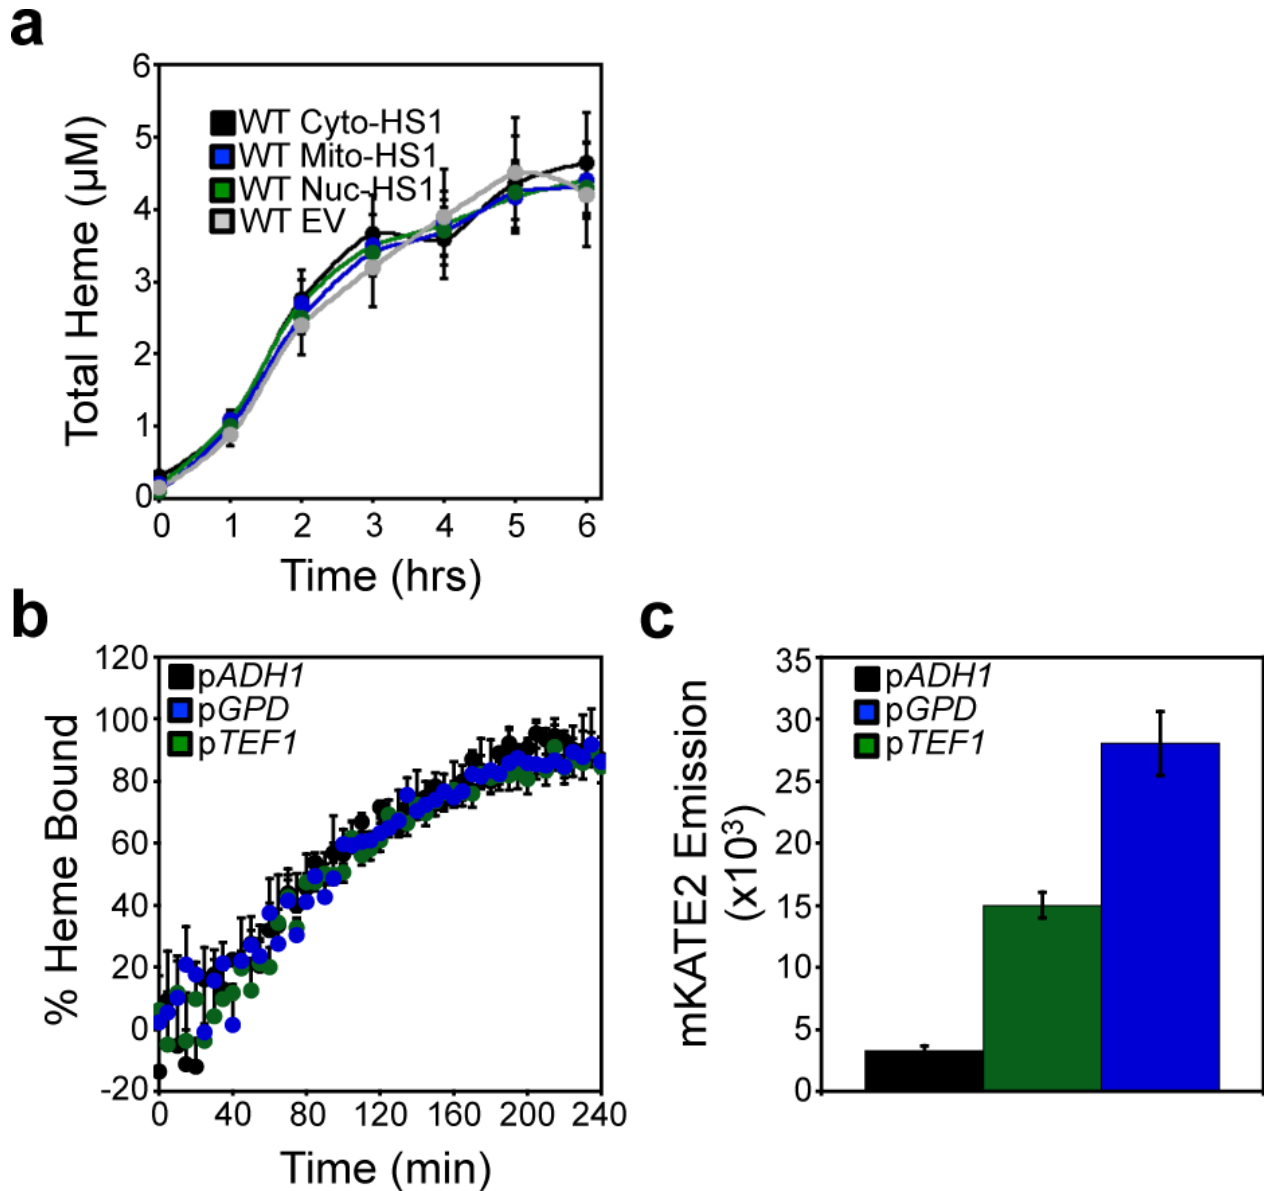 a
6
5
4
3
2
1
0
Total Heme (µM)
WT Cyto-HS1
WT Mito-HS1
WT Nuc-HS1
WT EV
0 1 2 3 4 5 6
Time (hrs)
b
120
100
80
60
40
20
0
-20
% Heme Bound
pADH1
pGPD
pTEF1
0 40 80 120 160 200 240
Time (min)
c
35
30
25
20
15
10
5
0
mKATE2 Emission
(x10³)
pADH1
pGPD
pTEF1